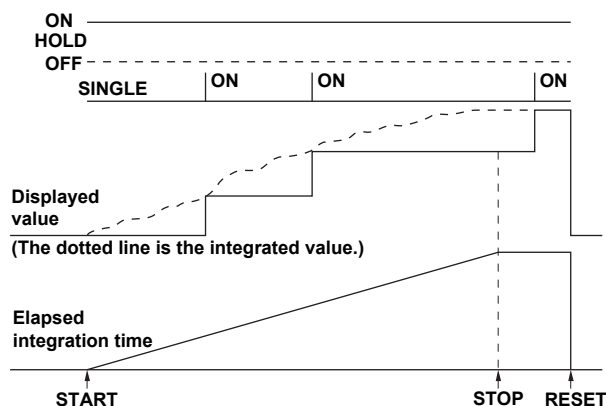 ON
HOLD
OFF
SINGLE ON ON ON
Displayed
value
(The dotted line is the integrated value.)
Elapsed
integration time
START STOP RESET